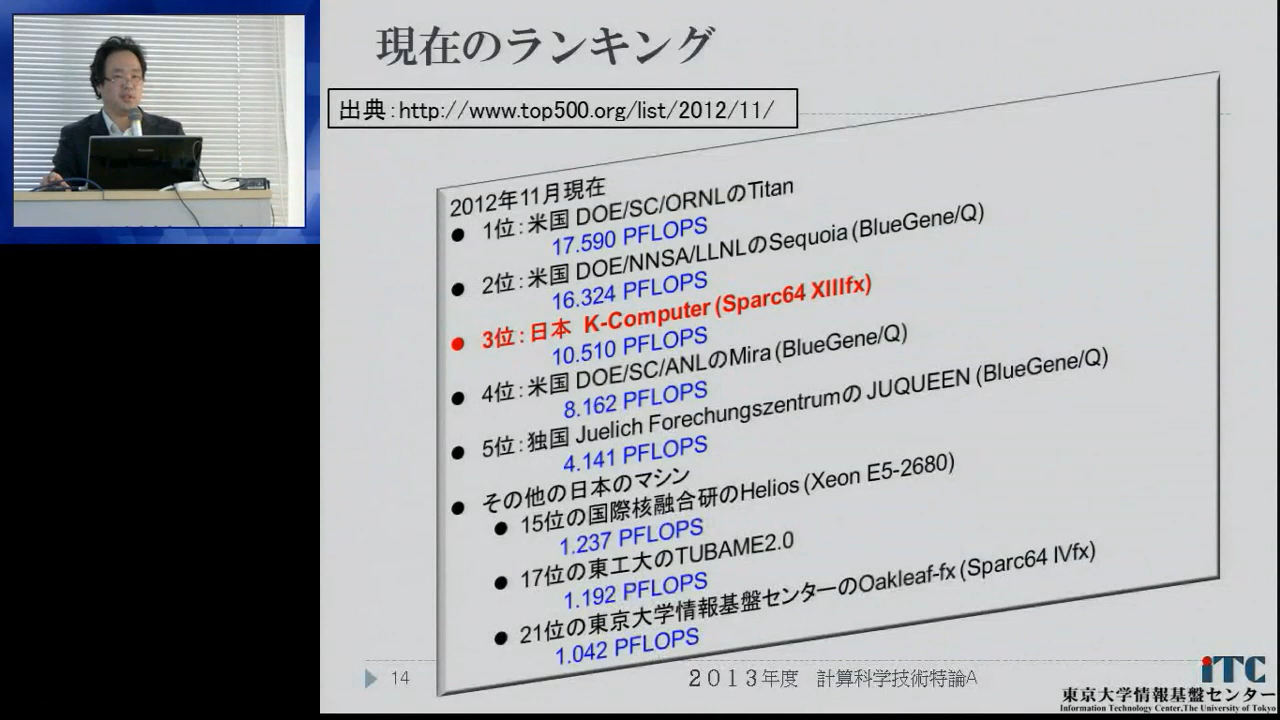 現在のランキング
出典:http://www.top500.org/list/2012/11/
2012年11月現在
● 1位:米国 DOE/SC/ORNLのTitan
17.590 PFLOPS
● 2位:米国 DOE/NNSA/LLNLのSequoia (BlueGene/Q)
16.324 PFLOPS
● 3位:日本 K-Computer (Sparc64 XIIIfx)
10.510 PFLOPS
● 4位:米国 DOE/SC/ANLのMira (BlueGene/Q)
8.162 PFLOPS
● 5位:独国 Juelich Forechungszentrumの JUQUEEN (BlueGene/Q)
4.141 PFLOPS
● その他の日本のマシン
● 15位の国際核融合研のHelios (Xeon E5-2680)
1.237 PFLOPS
● 17位の東工大のTUBAME2.0
1.192 PFLOPS
● 21位の東京大学情報基盤センターのOakleaf-fx (Sparc64 IVfx)
1.042 PFLOPS
14
2013年度 計算科学技術特論A
iTC
東京大学情報基盤センター
Information Technology Center, The University of Tokyo